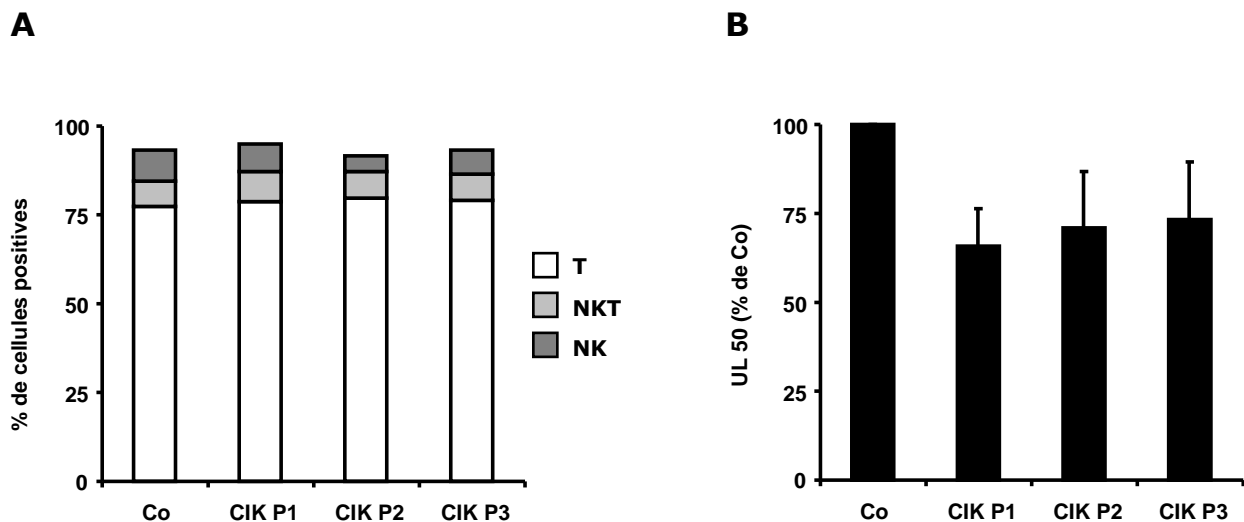 A
% de cellules positives
100
75
50
25
0
Co CIK P1 CIK P2 CIK P3
T
NKT
NK
B
UL 50 (% de Co)
100
75
50
25
0
Co CIK P1 CIK P2 CIK P3